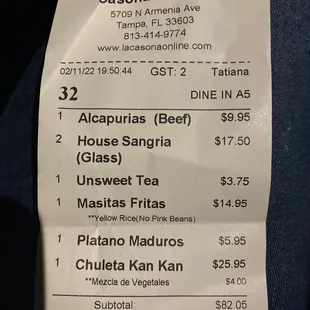 5709 N Armenia Ave
Tampa, FL 33603
813-414-9774
www.lacasonaonline.com
02/11/22 19:50:44 GST: 2 Tatiana
32 DINE IN A5
1 Alcapurias (Beef) $9.95
2 House Sangria $17.50
(Glass)
1 Unsweet Tea $3.75
1 Masitas Fritas $14.95
**Yellow Rice(No Pink Beans)
1 Platano Maduros $5.95
1 Chuleta Kan Kan $25.95
**Mezcla de Vegetales $4.00
Subtotal: $82.05